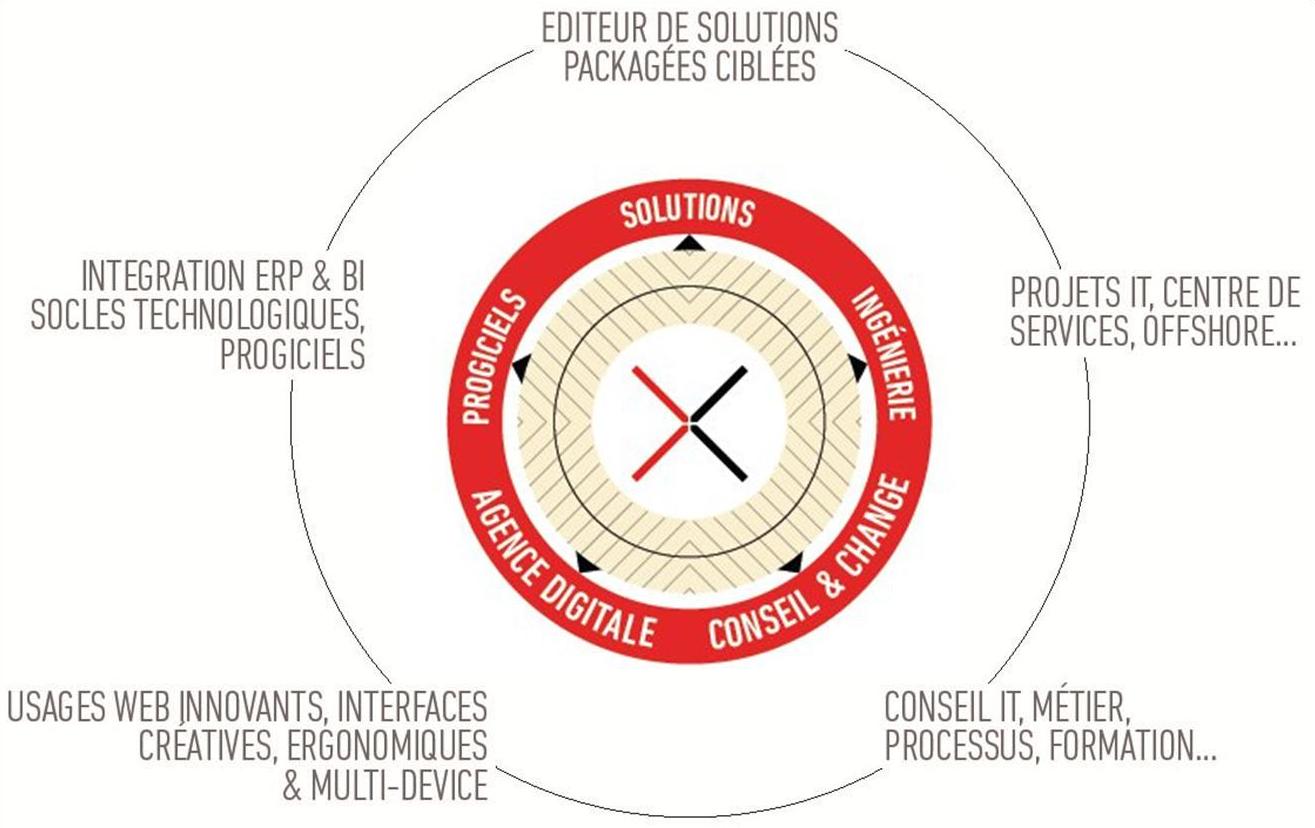 EDITEUR DE SOLUTIONS
PACKAGÉES CIBLÉES
SOLUTIONS
INGÉNIERIE
CONSEIL & CHANGE
AGENCE DIGITALE
PROGICIELS
PROJETS IT, CENTRE DE
SERVICES, OFFSHORE...
CONSEIL IT, MÉTIER,
PROCESSUS, FORMATION...
USAGES WEB INNOVANTS, INTERFACES
CRÉATIVES, ERGONOMIQUES
& MULTI-DEVICE
INTEGRATION ERP & BI
SOCLES TECHNOLOGIQUES,
PROGICIELS